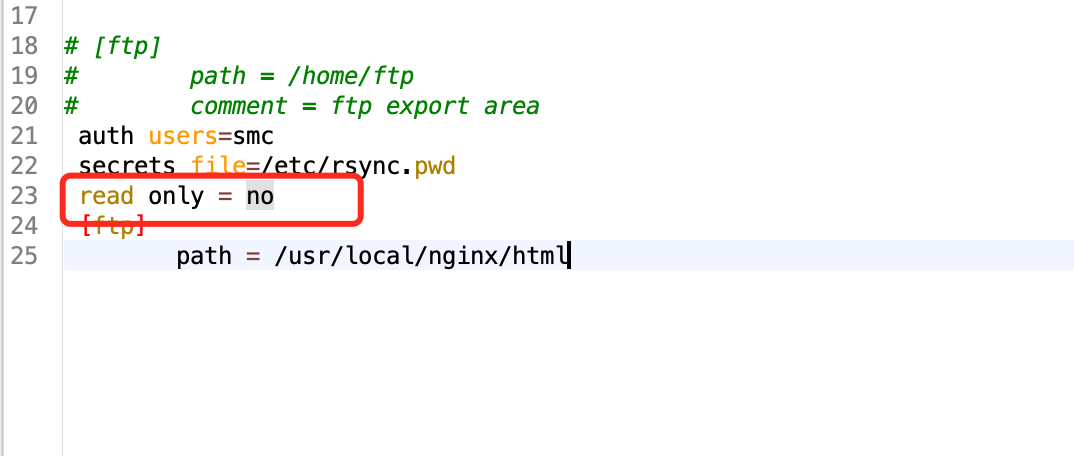 17
18 # [ftp]
19 # path = /home/ftp
20 # comment = ftp export area
21 auth users=smc
22 secrets file=/etc/rsync.pwd
23 read only = no
24 [ftp]
25 path = /usr/local/nginx/html